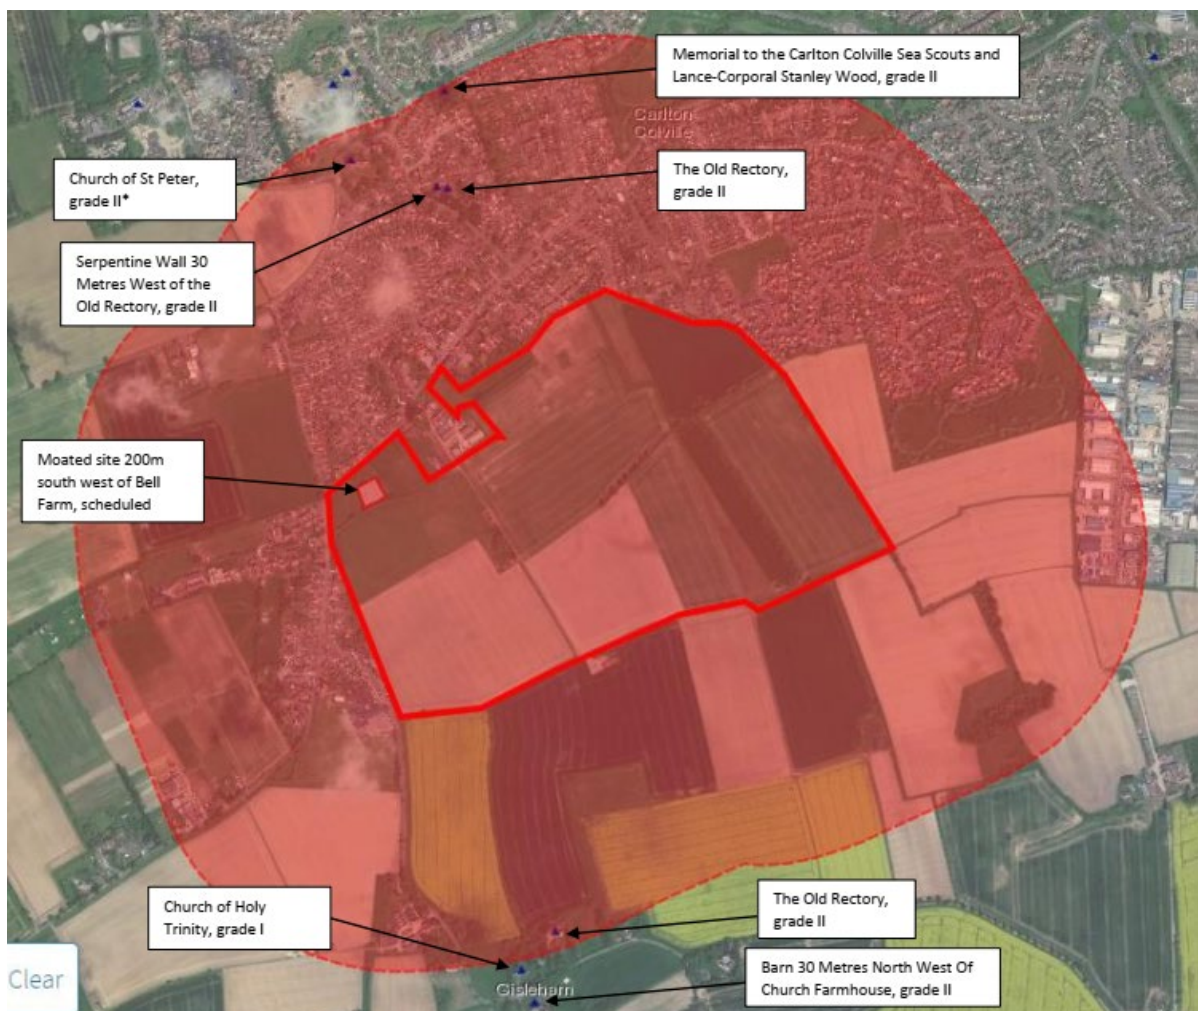 Memorial to the Carlton Colville Sea Scouts and
Lance-Corporal Stanley Wood, grade II
Carlton
Colville
Church of St Peter,
grade II*
The Old Rectory,
grade II
Serpentine Wall 30
Metres West of the
Old Rectory, grade II
Moated site 200m
south west of Bell
Farm, scheduled
Church of Holy
Trinity, grade I
The Old Rectory,
grade II
Barn 30 Metres North West Of
Church Farmhouse, grade II
Gisleham
Clear